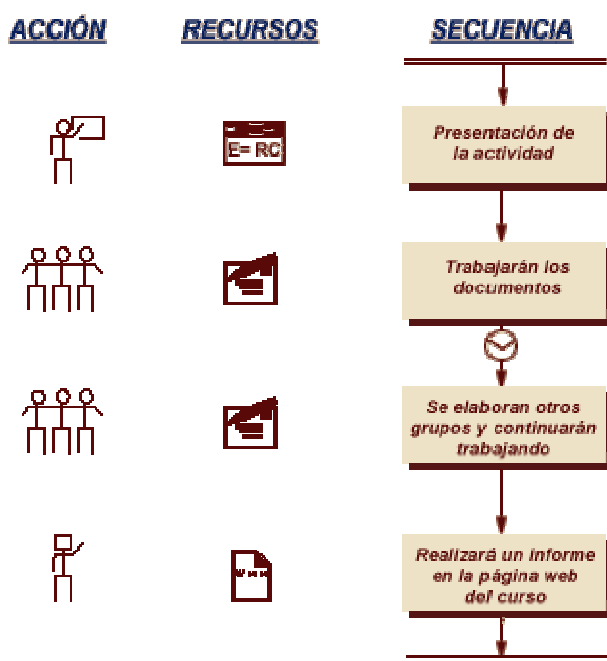 ACCIÓN RECURSOS SECUENCIA
E= RC
Presentación de
la actividad
Trabajarán los
documentos
Se elaboran otros
grupos y continuarán
trabajando
Realizará un informe
en la página web
del curso